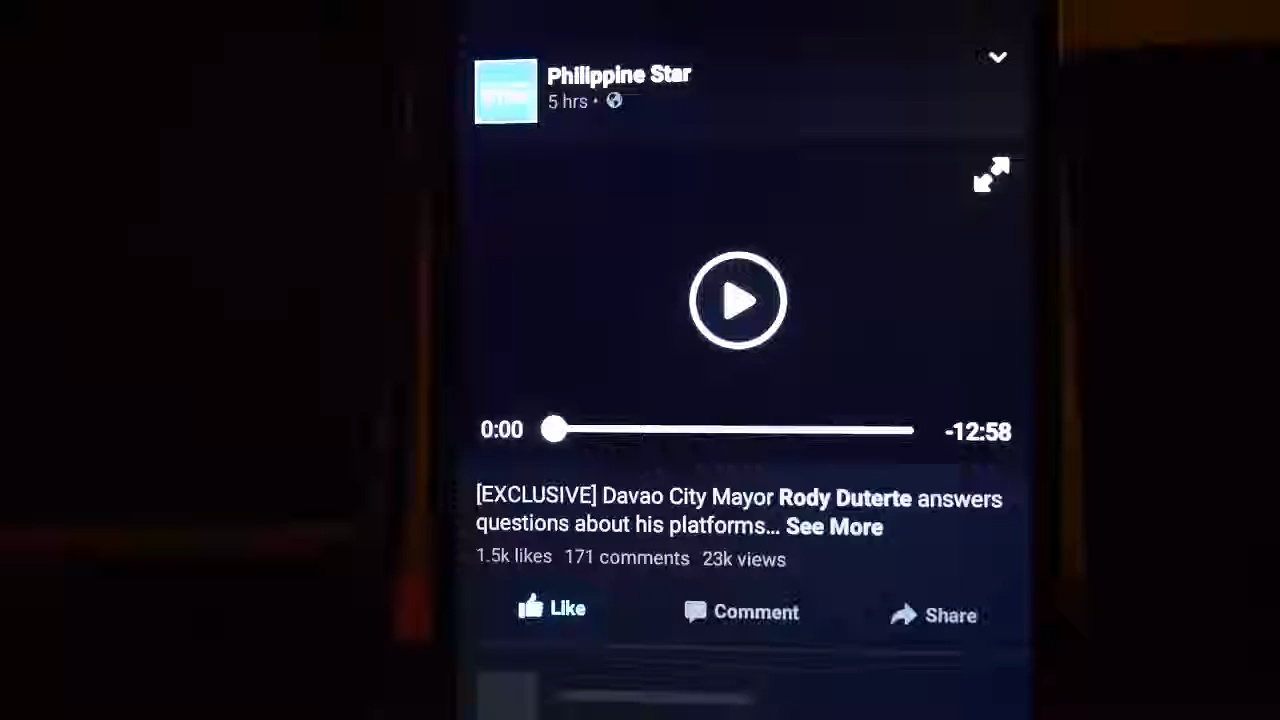 Philippine Star
5 hrs •
0:00
-12:58
[EXCLUSIVE] Davao City Mayor Rody Duterte answers
questions about his platforms... See More
1.5k likes 171 comments 23k views
Like
Comment
Share